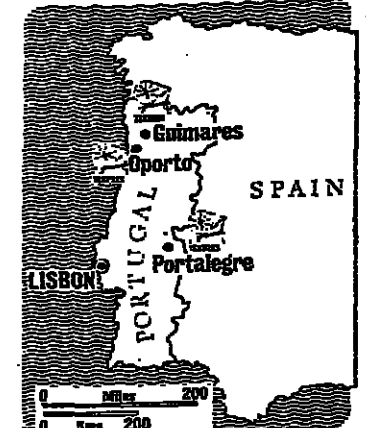 Guimares
Oporto
SPAIN
PORTUGAL
Portalegre
LISBON
0 Miles 200
0 Kms 200